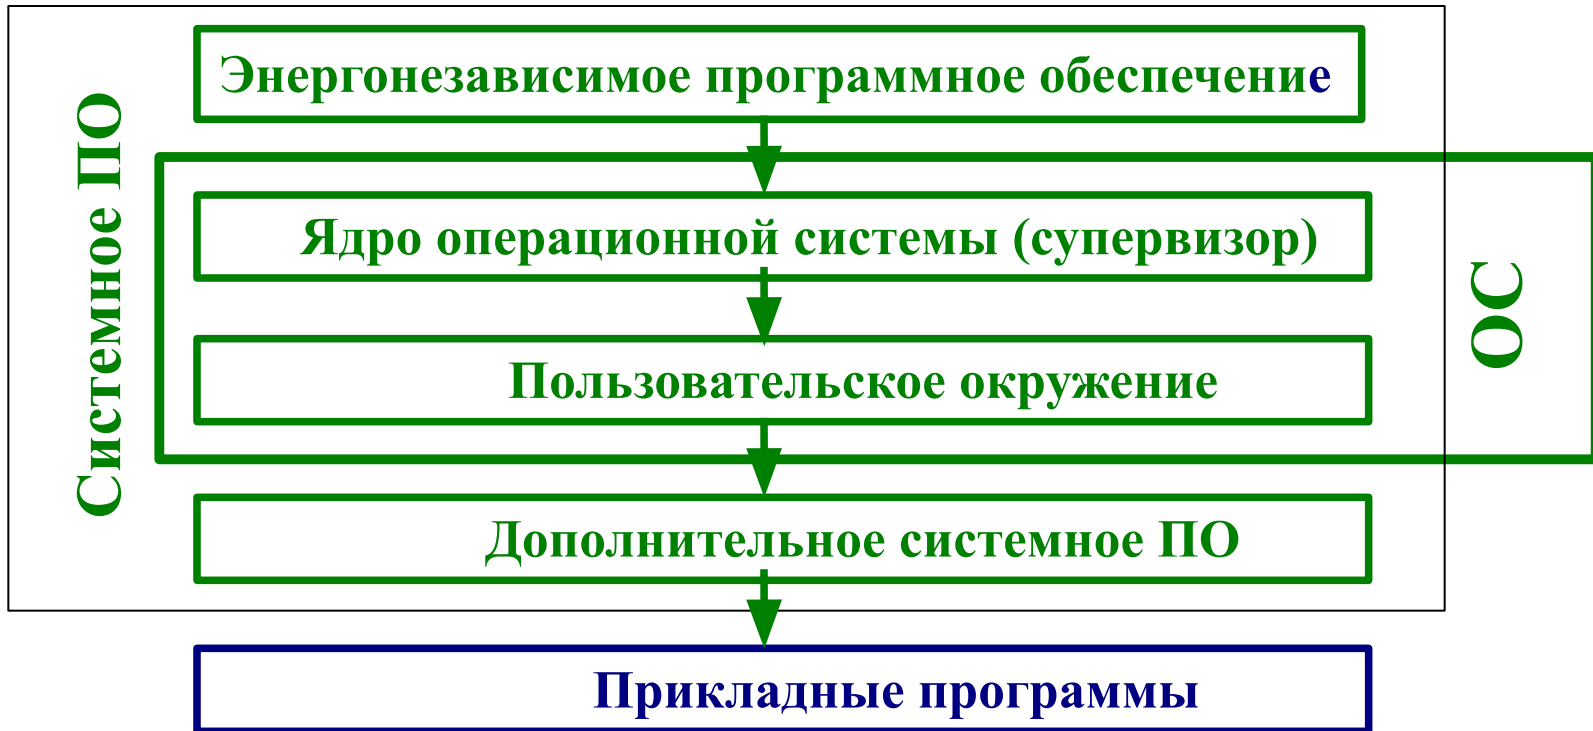 Энергонезависимое программное обеспечение
Системное ПО
Ядро операционной системы (супервизор)
ОС
Пользовательское окружение
Дополнительное системное ПО
Прикладные программы